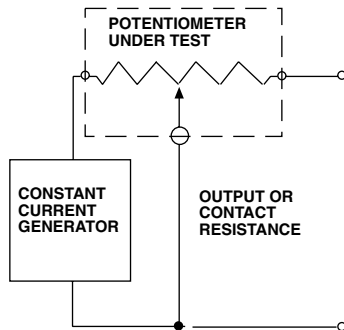 POTENTIOMETER
UNDER TEST
CONSTANT
CURRENT
GENERATOR
OUTPUT OR
CONTACT
RESISTANCE